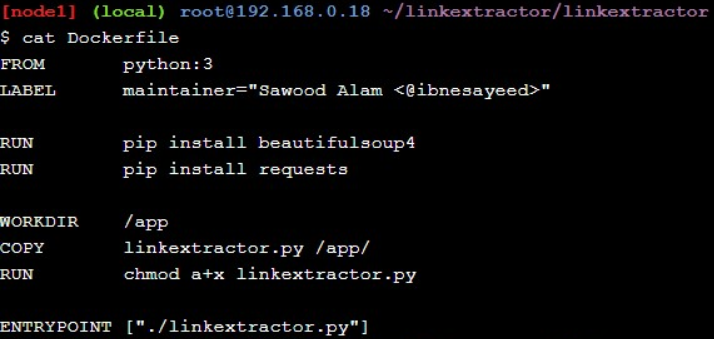 [node1] (local) root@192.168.0.18 ~/linkextractor/linkextractor
$ cat Dockerfile
FROM python:3
LABEL maintainer="Sawood Alam <@ibnesayeed>"
RUN pip install beautifulsoup4
RUN pip install requests
WORKDIR /app
COPY linkextractor.py /app/
RUN chmod a+x linkextractor.py
ENTRYPOINT ["./linkextractor.py"]